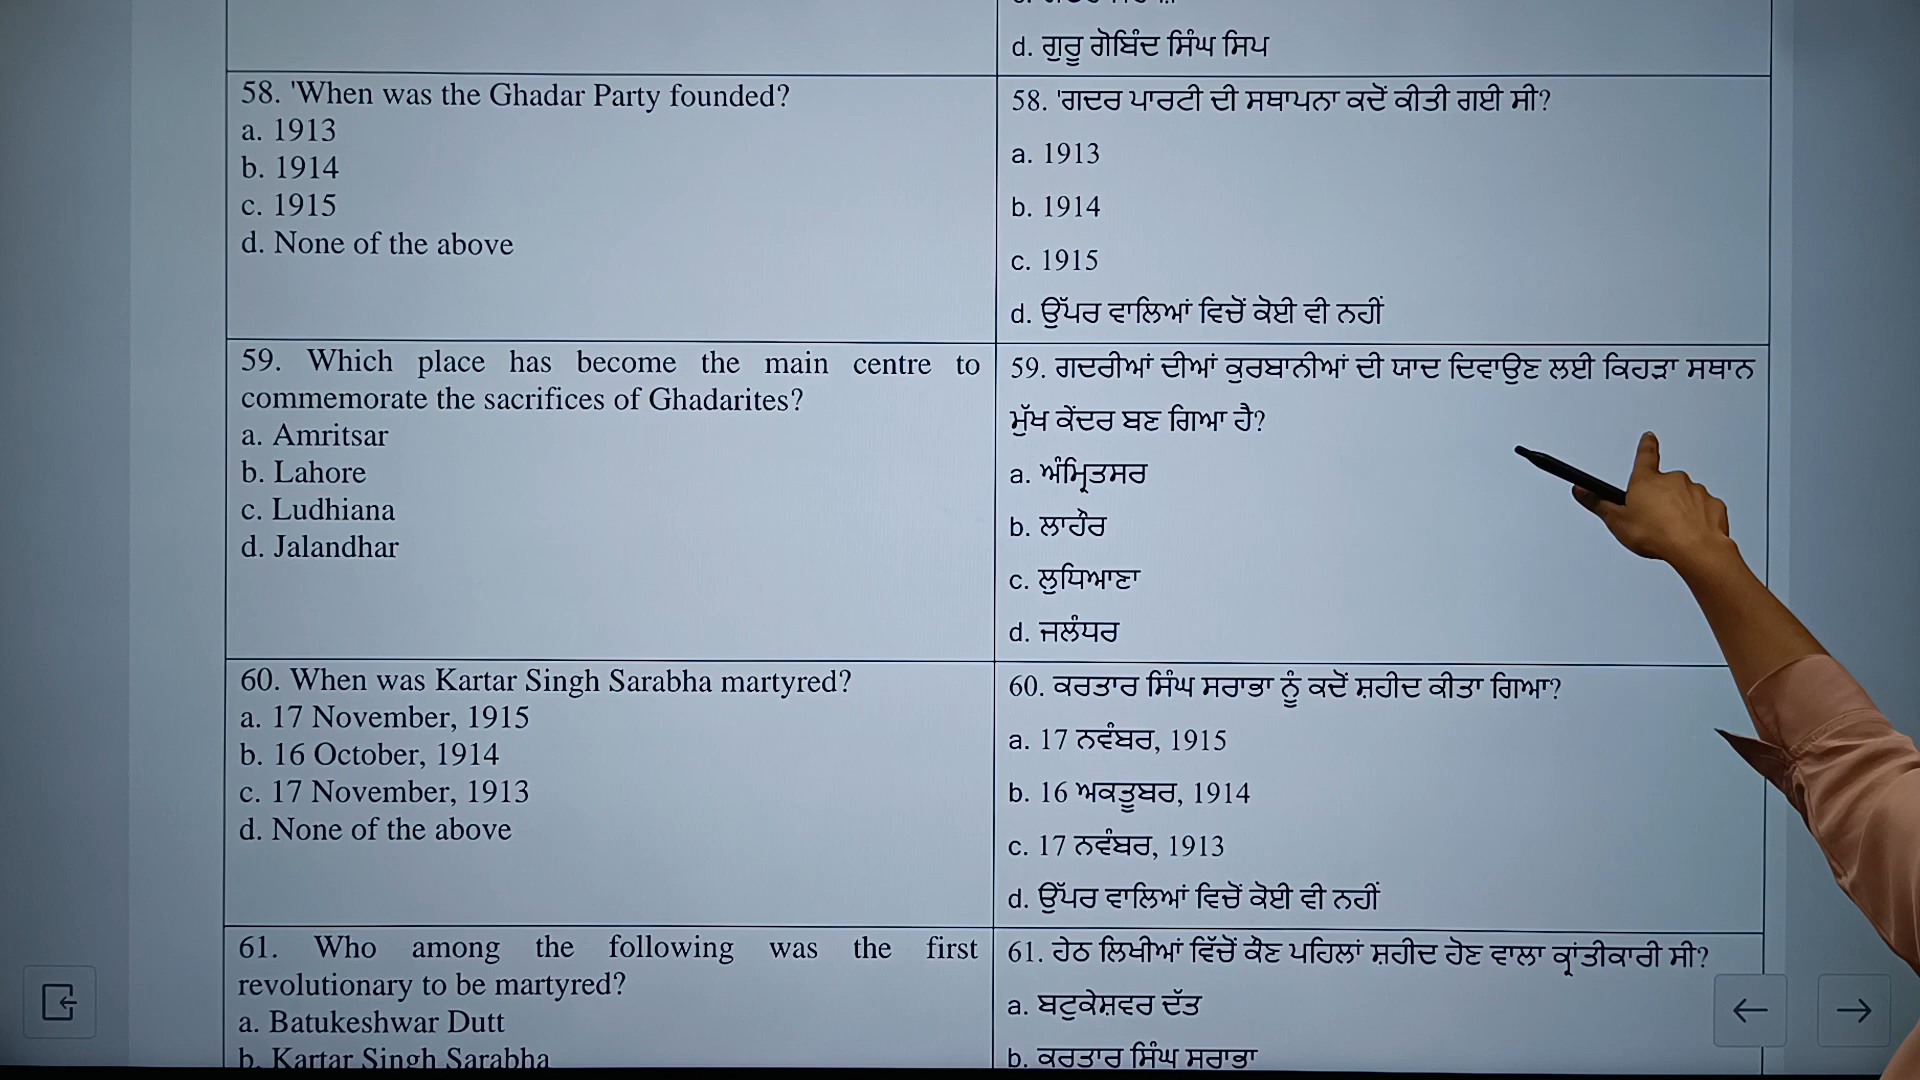 d. ਗੁਰੂ ਗੋਬਿੰਦ ਸਿੰਘ ਸਿਪ
58. 'When was the Ghadar Party founded?
a. 1913
b. 1914
c. 1915
d. None of the above
58. 'ਗਦਰ ਪਾਰਟੀ ਦੀ ਸਥਾਪਨਾ ਕਦੋਂ ਕੀਤੀ ਗਈ ਸੀ?
a. 1913
b. 1914
c. 1915
d. ਉੱਪਰ ਵਾਲਿਆਂ ਵਿਚੋਂ ਕੋਈ ਵੀ ਨਹੀਂ
59. Which place has become the main centre to
commemorate the sacrifices of Ghadarites?
a. Amritsar
b. Lahore
c. Ludhiana
d. Jalandhar
59. ਗਦਰੀਆਂ ਦੀਆਂ ਕੁਰਬਾਨੀਆਂ ਦੀ ਯਾਦ ਦਿਵਾਉਣ ਲਈ ਕਿਹੜਾ ਸਥਾਨ
ਮੁੱਖ ਕੇਂਦਰ ਬਣ ਗਿਆ ਹੈ?
a. ਅੰਮ੍ਰਿਤਸਰ
b. ਲਾਹੌਰ
c. ਲੁਧਿਆਣਾ
d. ਜਲੰਧਰ
60. When was Kartar Singh Sarabha martyred?
a. 17 November, 1915
b. 16 October, 1914
c. 17 November, 1913
d. None of the above
60. ਕਰਤਾਰ ਸਿੰਘ ਸਰਾਭਾ ਨੂੰ ਕਦੋਂ ਸ਼ਹੀਦ ਕੀਤਾ ਗਿਆ?
a. 17 ਨਵੰਬਰ, 1915
b. 16 ਅਕਤੂਬਰ, 1914
c. 17 ਨਵੰਬਰ, 1913
d. ਉੱਪਰ ਵਾਲਿਆਂ ਵਿਚੋਂ ਕੋਈ ਵੀ ਨਹੀਂ
61. Who among the following was the first
revolutionary to be martyred?
a. Batukeshwar Dutt
b. Kartar Singh Sarabha
61. ਹੇਠ ਲਿਖੀਆਂ ਵਿੱਚੋਂ ਕੌਣ ਪਹਿਲਾਂ ਸ਼ਹੀਦ ਹੋਣ ਵਾਲਾ ਕ੍ਰਾਂਤੀਕਾਰੀ ਸੀ?
a. ਬਟੁਕੇਸ਼ਵਰ ਦੱਤ
b. ਕਰਤਾਰ ਸਿੰਘ ਸਰਾਭਾ